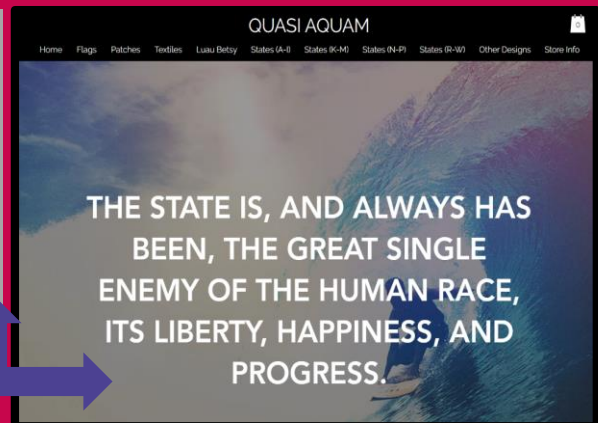 QUASI AQUAM
0
Home Flags Patches Textiles Luau Betsy States (A-I) States (K-M) States (N-P) States (R-W) Other Designs Store Info
THE STATE IS, AND ALWAYS HAS
BEEN, THE GREAT SINGLE
ENEMY OF THE HUMAN RACE,
ITS LIBERTY, HAPPINESS, AND
PROGRESS.